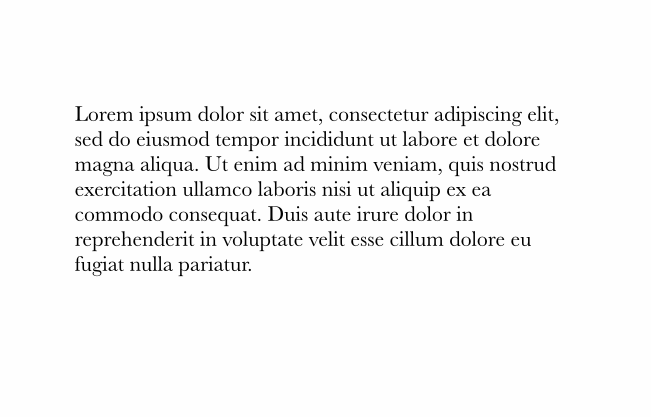 Lorem ipsum dolor sit amet, consectetur adipiscing elit,
sed do eiusmod tempor incididunt ut labore et dolore
magna aliqua. Ut enim ad minim veniam, quis nostrud
exercitation ullamco laboris nisi ut aliquip ex ea
commodo consequat. Duis aute irure dolor in
reprehenderit in voluptate velit esse cillum dolore eu
fugiat nulla pariatur.